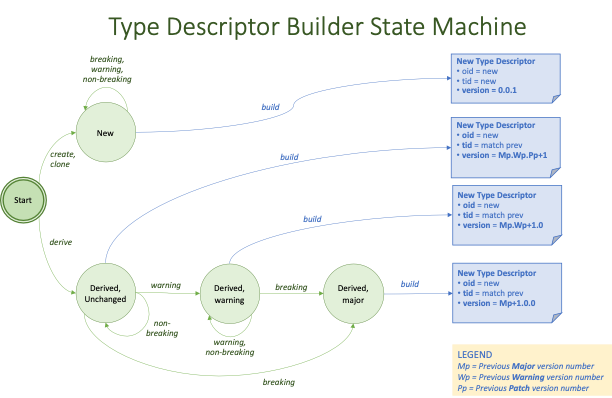 Type Descriptor Builder State Machine
breaking,
warning,
non-breaking
New
build
New Type Descriptor
• oid = new
• tid = new
• version = 0.0.1
create,
clone
Start
derive
build
New Type Descriptor
• oid = new
• tid = match prev
• version = Mp.Wp.Pp+1
build
New Type Descriptor
• oid = new
• tid = match prev
• version = Mp.Wp+1.0
Derived,
Unchanged
warning
Derived,
warning
breaking
Derived,
major
build
New Type Descriptor
• oid = new
• tid = match prev
• version = Mp+1.0.0
non-
breaking
warning,
non-breaking
breaking
LEGEND
Mp = Previous Major version number
Wp = Previous Warning version number
Pp = Previous Patch version number